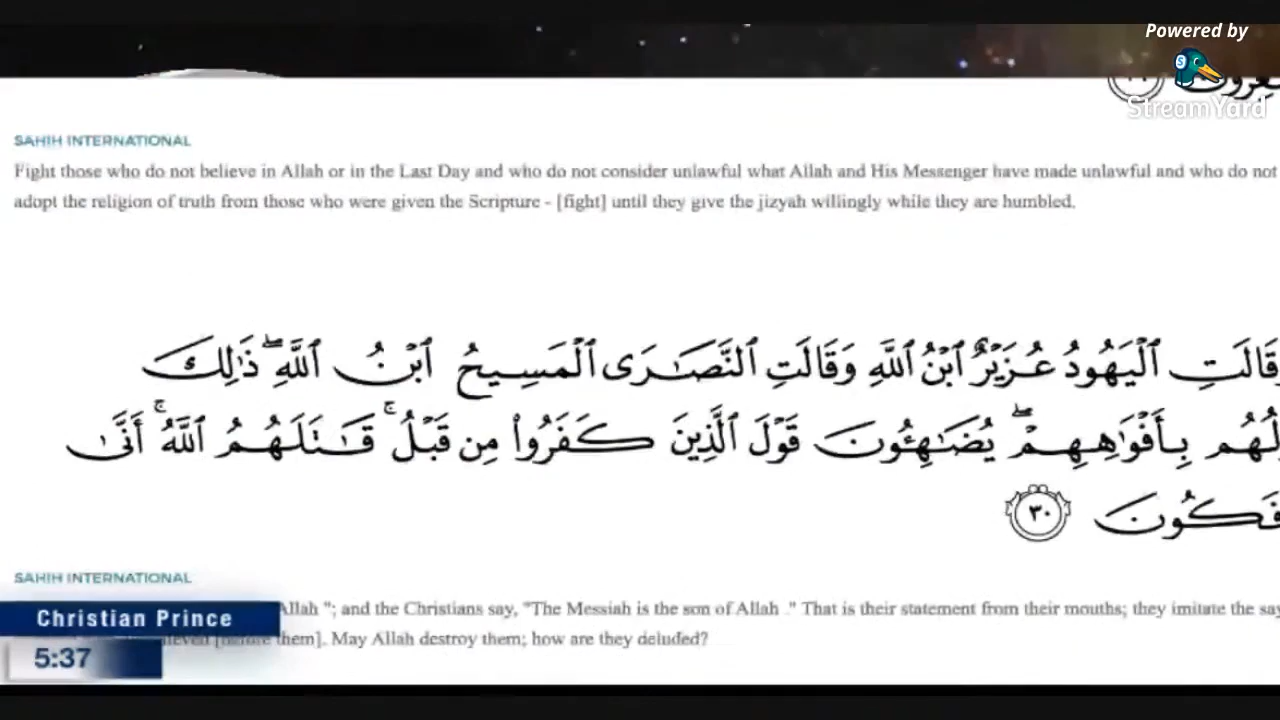 Powered by
StreamYard
SAHIH INTERNATIONAL
Fight those who do not believe in Allah or in the Last Day and who do not consider unlawful what Allah and His Messenger have made unlawful and who do not
adopt the religion of truth from those who were given the Scripture - [fight] until they give the jizyah willingly while they are humbled.
قَالَتِ ٱلْيَهُودُ عُزَيْرٌ ٱبْنُ ٱللَّهِ وَقَالَتِ ٱلنَّصَـٰرَى ٱلْمَسِيحُ ٱبْنُ ٱللَّهِ ۖ ذَٰلِكَ
بِأَفْوَٰهِهِمْ ۖ يُضَـٰهِـُٔونَ قَوْلَ ٱلَّذِينَ كَفَرُوا۟ مِن قَبْلُ ۚ قَـٰتَلَهُمُ ٱللَّهُ ۚ أَنَّىٰ
٣٠
SAHIH INTERNATIONAL
Allah "; and the Christians say, "The Messiah is the son of Allah ." That is their statement from their mouths; they imitate the
them]. May Allah destroy them; how are they deluded?
Christian Prince
5:37